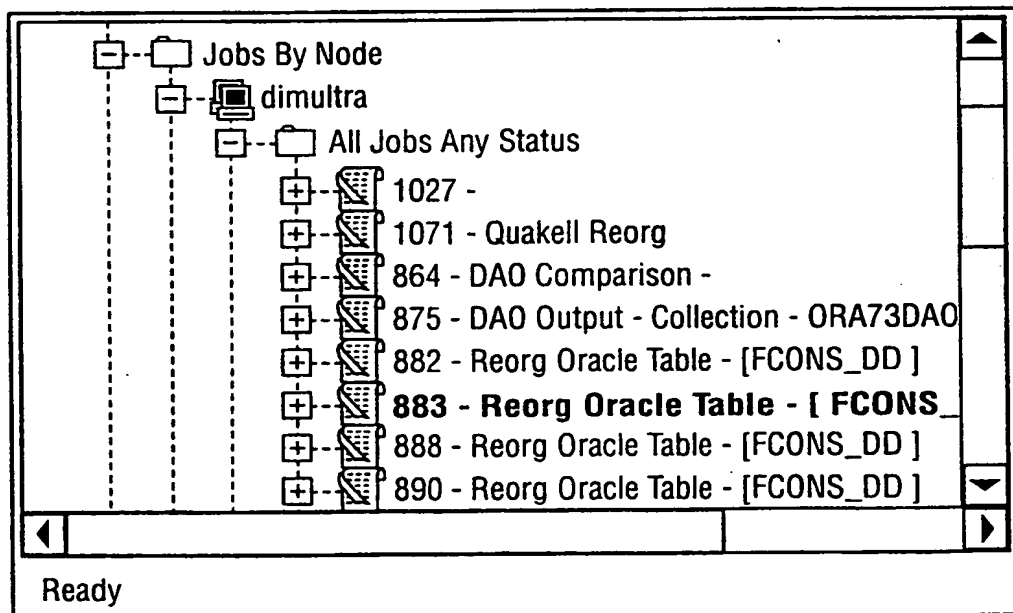 Jobs By Node
dimultra
All Jobs Any Status
1027 -
1071 - Quakell Reorg
864 - DAO Comparison -
875 - DAO Output - Collection - ORA73DAO
882 - Reorg Oracle Table - [FCONS_DD ]
883 - Reorg Oracle Table - [ FCONS_
888 - Reorg Oracle Table - [FCONS_DD ]
890 - Reorg Oracle Table - [FCONS_DD ]
Ready